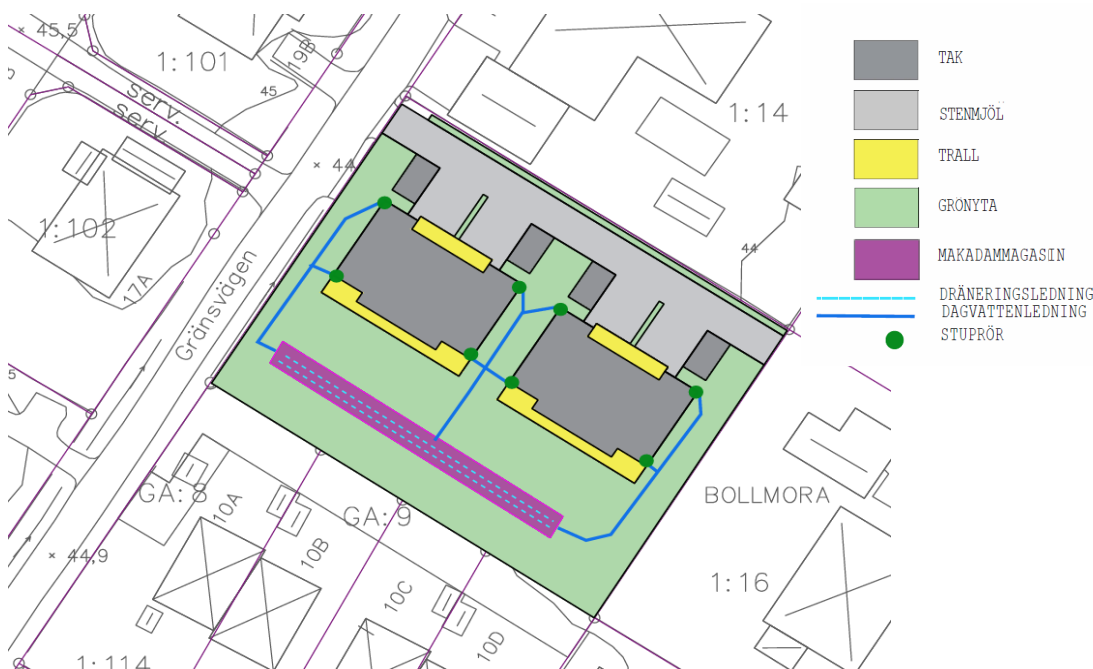 × 45,5
1:101
19B
45
serv.
serv.
1:14
× 44
1:102
17A
Gränsvägen
44
5
GA:8
10A
GA:9
10B
10C
10D
BOLLMORA
1:16
× 44,9
1:114
TAK
STENMJÖL
TRALL
GRONYTA
MAKADAMMAGASIN
DRÄNERINGSLEDNING
DAGVATTENLEDNING
STUPRÖR